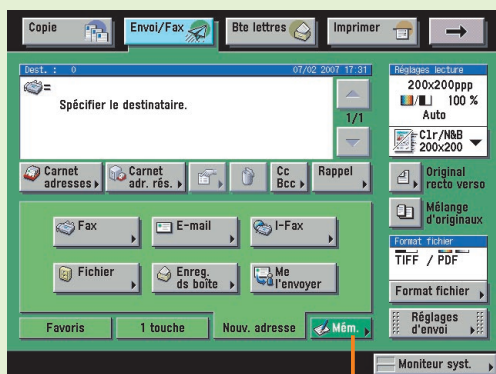 Copie
Envoi/Fax
Bte lettres
Imprimer
Dest. : 0
07/02 2007 17:31
Spécifier le destinataire.
1/1
Carnet
adresses
Carnet
adr. rés.
Cc
Bcc
Rappel
Fax
E-mail
I-Fax
Fichier
Enreg.
ds boîte
Me
l'envoyer
Favoris
1 touche
Nouv. adresse
Mém.
Réglages lecture
200x200ppp
100 %
Auto
Clr/N&B
200x200
Original
recto verso
Mélange
d'originaux
Format fichier
TIFF / PDF
Format fichier
Réglages
d'envoi
Moniteur syst.